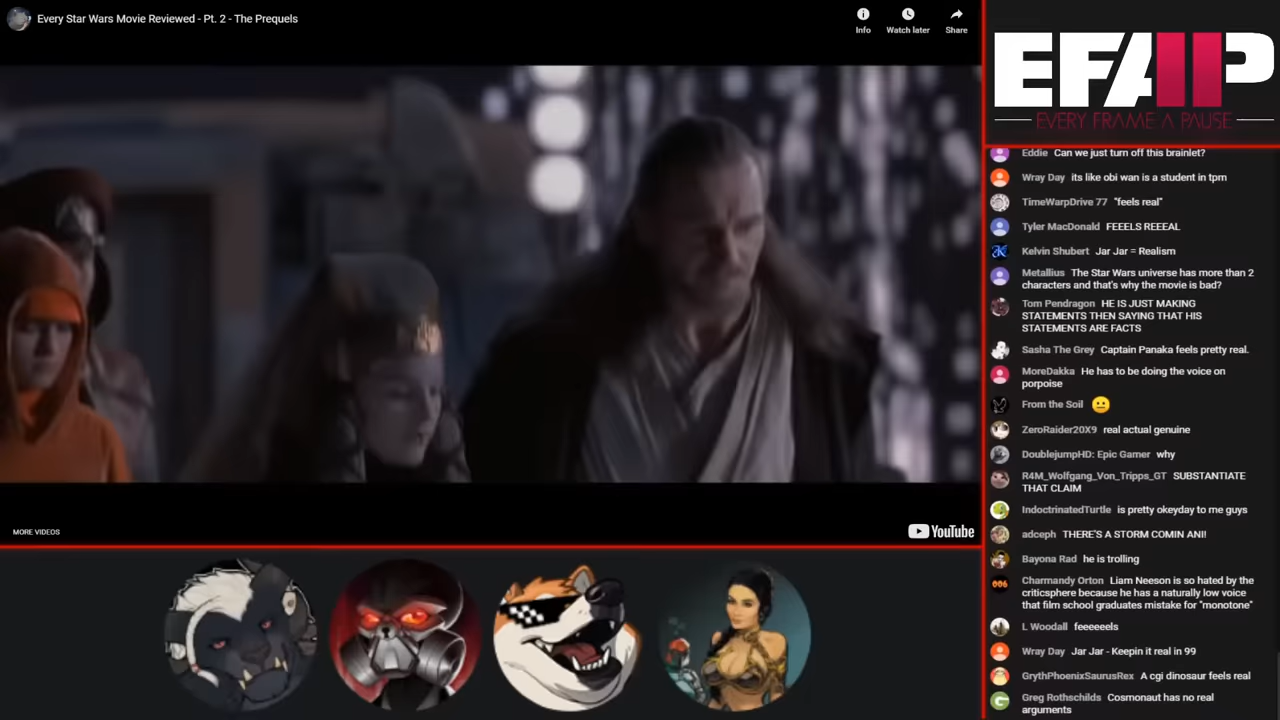 Every Star Wars Movie Reviewed - Pt. 2 - The Prequels
Info
Watch later
Share
MORE VIDEOS
YouTube
EFAP
EVERY FRAME A PAUSE
Eddie Can we just turn off this brainlet?
Wray Day its like obi wan is a student in tpm
TimeWarpDrive 77 "feels real"
Tyler MacDonald FEEELS REEEAL
Kelvin Shubert Jar Jar = Realism
Metallius The Star Wars universe has more than 2
characters and that's why the movie is bad?
Tom Pendragon HE IS JUST MAKING
STATEMENTS THEN SAYING THAT HIS
STATEMENTS ARE FACTS
Sasha The Grey Captain Panaka feels pretty real.
MoreDakka He has to be doing the voice on
porpoise
From the Soil 😐
ZeroRaider20X9 real actual genuine
DoublejumpHD: Epic Gamer why
R4M_Wolfgang_Von_Tripps_GT SUBSTANTIATE
THAT CLAIM
IndoctrinatedTurtle is pretty okeyday to me guys
adceph THERE'S A STORM COMIN ANI!
Bayona Rad he is trolling
006
Charmandy Orton Liam Neeson is so hated by the
criticsphere because he has a naturally low voice
that film school graduates mistake for "monotone"
L Woodall feeeeeels
Wray Day Jar Jar - Keepin it real in 99
GrythPhoenixSaurusRex A cgi dinosaur feels real
G
Greg Rothschilds Cosmonaut has no real
arguments